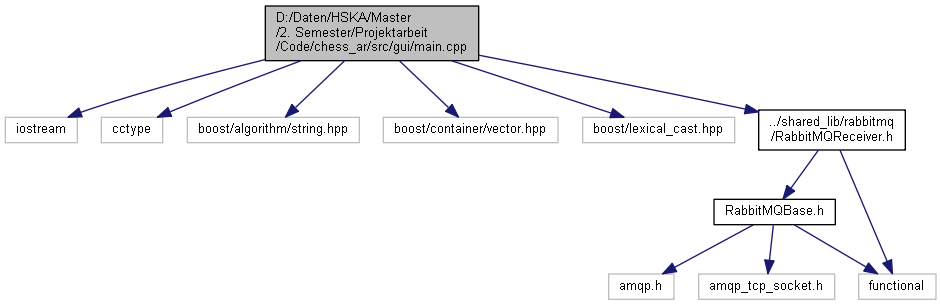 D:/Daten/HSKA/Master
/2. Semester/Projektarbeit
/Code/chess_ar/src/gui/main.cpp
iostream
cctype
boost/algorithm/string.hpp
boost/container/vector.hpp
boost/lexical_cast.hpp
../shared_lib/rabbitmq
/RabbitMQReceiver.h
RabbitMQBase.h
amqp.h
amqp_tcp_socket.h
functional